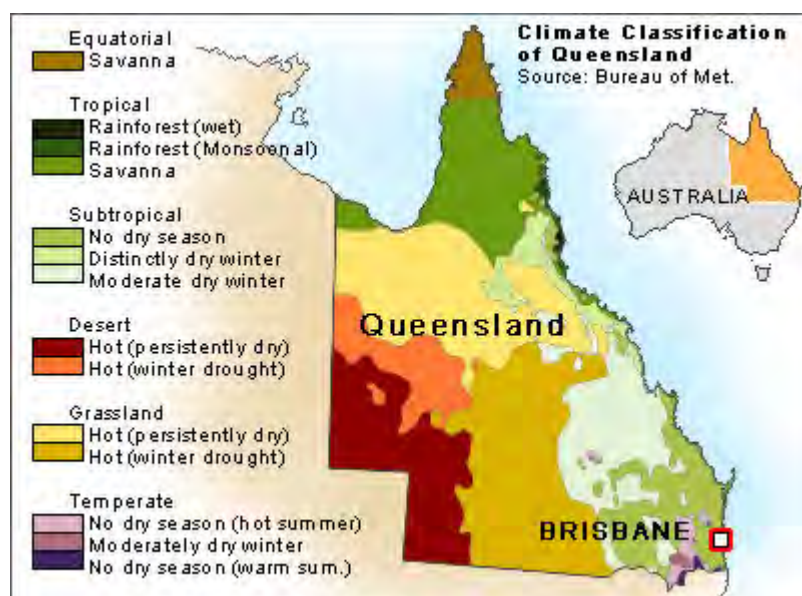 Climate Classification
of Queensland
Source: Bureau of Met.
Equatorial
Savanna
Tropical
Rainforest (wet)
Rainforest (Monsoonal)
Savanna
Subtropical
No dry season
Distinctly dry winter
Moderate dry winter
Desert
Hot (persistently dry)
Hot (winter drought)
Grassland
Hot (persistently dry)
Hot (winter drought)
Temperate
No dry season (hot summer)
Moderately dry winter
No dry season (warm sum.)
AUSTRALIA
Queensland
BRISBANE